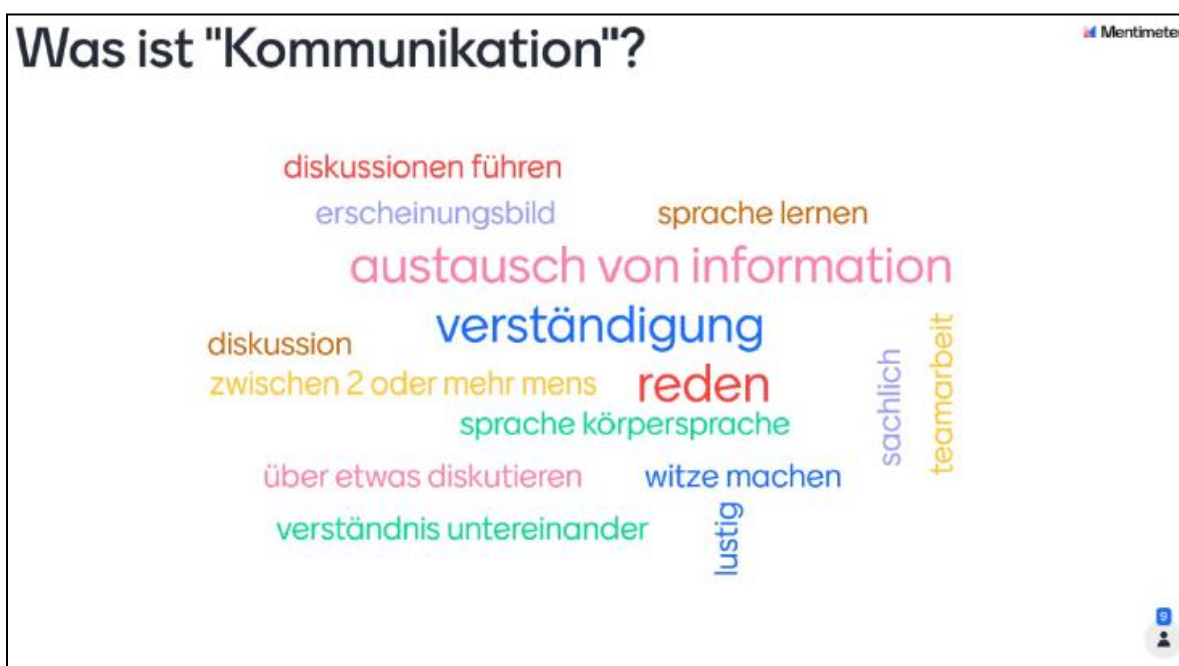 Was ist "Kommunikation"?
Mentimeter
diskussionen führen
erscheinungsbild
sprache lernen
austausch von information
verständigung
diskussion
zwischen 2 oder mehr mens
reden
sprache körpersprache
sachlich
teamarbeit
über etwas diskutieren
witze machen
verständnis untereinander
lustig
9